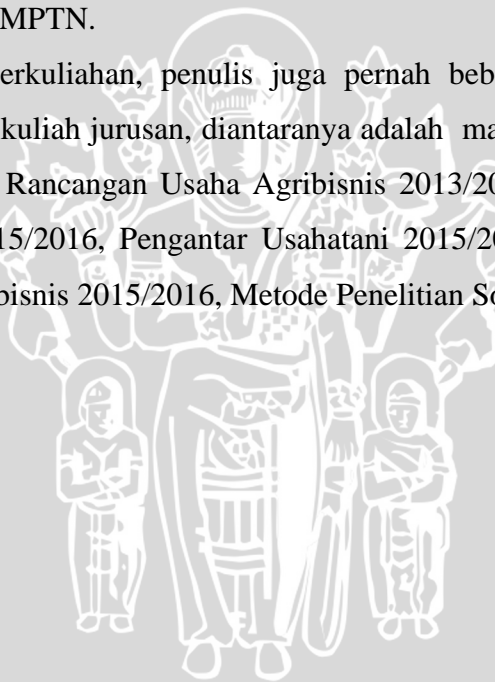 MPTN.
erkuliahan, penulis juga pernah beb
kuliah jurusan, diantaranya adalah ma
Rancangan Usaha Agribisnis 2013/20
15/2016, Pengantar Usahatani 2015/20
bisnis 2015/2016, Metode Penelitian So